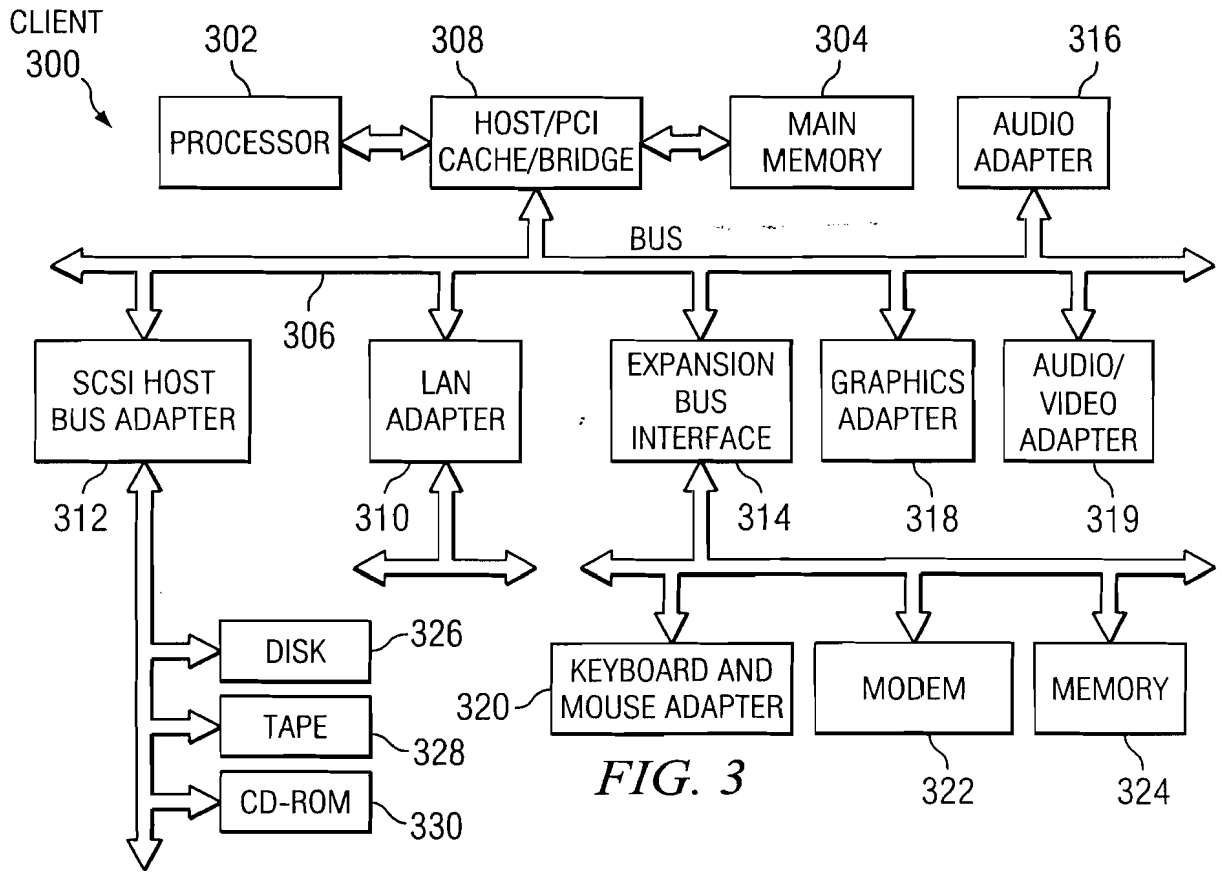 CLIENT
300
302
308
304
316
PROCESSOR
HOST/PCI
CACHE/BRIDGE
MAIN
MEMORY
AUDIO
ADAPTER
BUS
306
SCSI HOST
BUS ADAPTER
LAN
ADAPTER
EXPANSION
BUS
INTERFACE
GRAPHICS
ADAPTER
AUDIO/
VIDEO
ADAPTER
312
310
314
318
319
DISK
326
TAPE
328
CD-ROM
330
320
KEYBOARD AND
MOUSE ADAPTER
MODEM
MEMORY
322
324
FIG. 3